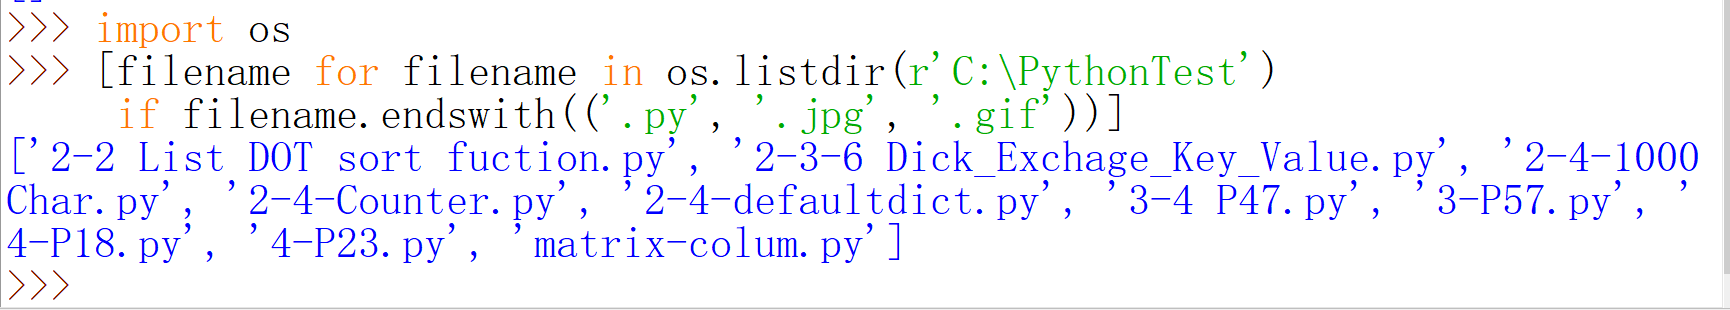 >>> import os
>>> [filename for filename in os.listdir(r'C:\PythonTest')
     if filename.endswith(('.py', '.jpg', '.gif'))]
['2-2 List DOT sort fuction.py', '2-3-6 Dick_Exchage_Key_Value.py', '2-4-1000
Char.py', '2-4-Counter.py', '2-4-defaultdict.py', '3-4 P47.py', '3-P57.py', '
4-P18.py', '4-P23.py', 'matrix-colum.py']
>>>